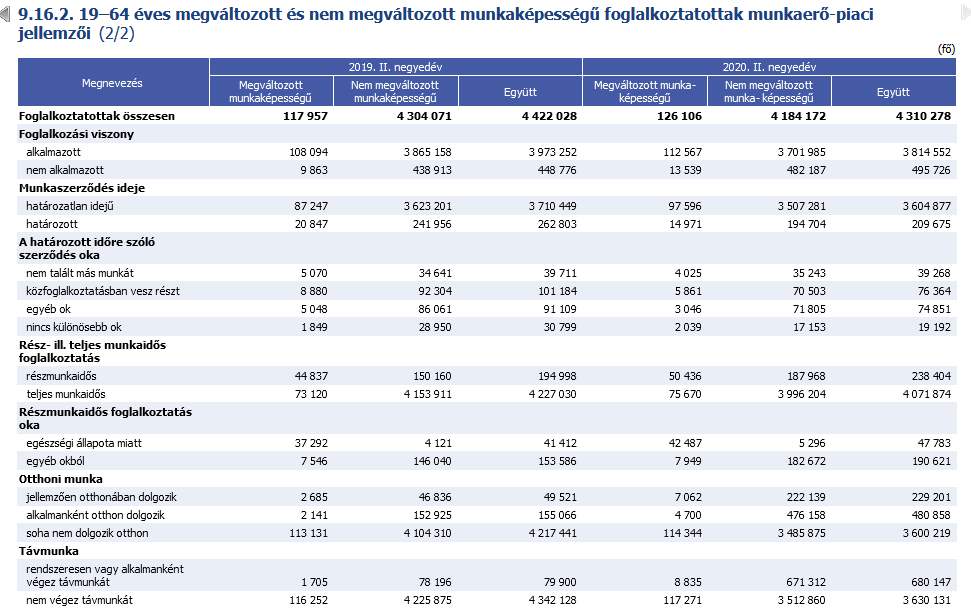 9.16.2. 19–64 éves megváltozott és nem megváltozott munkaképességű foglalkoztatottak munkaerő-piaci
jellemzői (2/2)
(fő)
Megnevezés 2019. II. negyedév 2020. II. negyedév
Megváltozott munkaképességű Nem megváltozott munkaképességű Együtt Megváltozott munka-képességű Nem megváltozott munka- képességű Együtt
Foglalkoztatottak összesen 117 957 4 304 071 4 422 028 126 106 4 184 172 4 310 278
Foglalkozási viszony
alkalmazott 108 094 3 865 158 3 973 252 112 567 3 701 985 3 814 552
nem alkalmazott 9 863 438 913 448 776 13 539 482 187 495 726
Munkaszerződés ideje
határozatlan idejű 87 247 3 623 201 3 710 449 97 596 3 507 281 3 604 877
határozott 20 847 241 956 262 803 14 971 194 704 209 675
A határozott időre szóló
szerződés oka
nem talált más munkát 5 070 34 641 39 711 4 025 35 243 39 268
közfoglalkoztatásban vesz részt 8 880 92 304 101 184 5 861 70 503 76 364
egyéb ok 5 048 86 061 91 109 3 046 71 805 74 851
nincs különösebb ok 1 849 28 950 30 799 2 039 17 153 19 192
Rész- ill. teljes munkaidős
foglalkoztatás
részmunkaidős 44 837 150 160 194 998 50 436 187 968 238 404
teljes munkaidős 73 120 4 153 911 4 227 030 75 670 3 996 204 4 071 874
Részmunkaidős foglalkoztatás
oka
egészségi állapota miatt 37 292 4 121 41 412 42 487 5 296 47 783
egyéb okból 7 546 146 040 153 586 7 949 182 672 190 621
Otthoni munka
jellemzően otthonában dolgozik 2 685 46 836 49 521 7 062 222 139 229 201
alkalmanként otthon dolgozik 2 141 152 925 155 066 4 700 476 158 480 858
soha nem dolgozik otthon 113 131 4 104 310 4 217 441 114 344 3 485 875 3 600 219
Távmunka
rendszeresen vagy alkalmanként
végez távmunkát 1 705 78 196 79 900 8 835 671 312 680 147
nem végez távmunkát 116 252 4 225 875 4 342 128 117 271 3 512 860 3 630 131